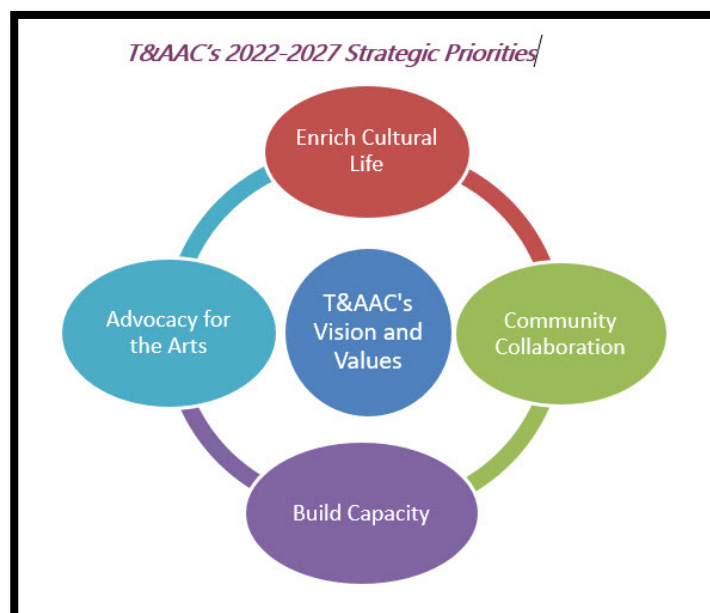 T&AAC's 2022-2027 Strategic Priorities
Enrich Cultural
Life
Advocacy for
the Arts
T&AAC's
Vision and
Values
Community
Collaboration
Build Capacity